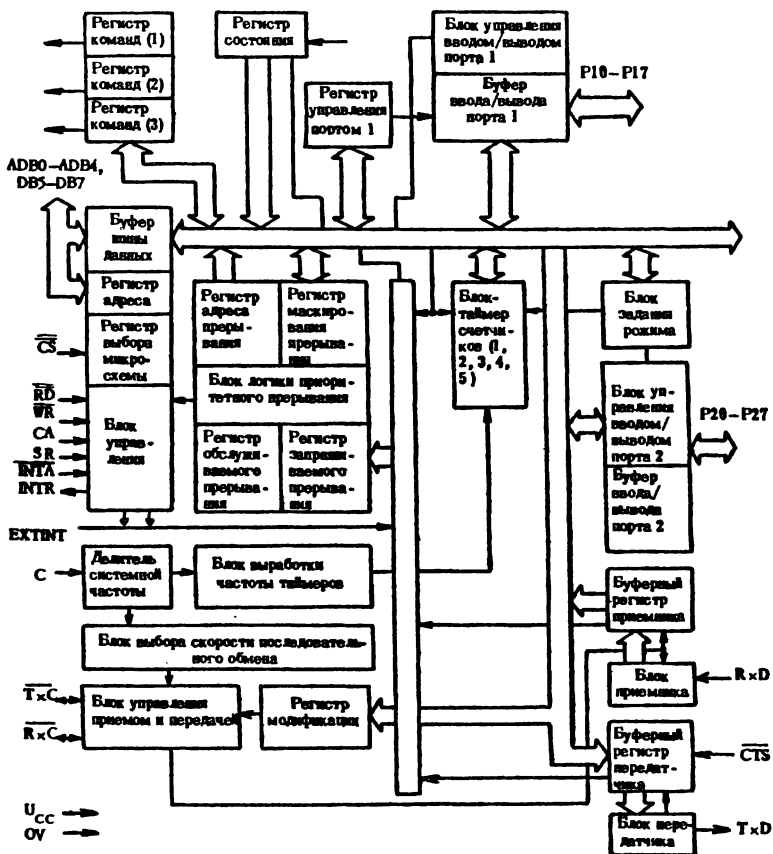 Регистр
команд (1)
Регистр
команд (2)
Регистр
команд (3)
Регистр
состояния
Регистр
управления
портом 1
Блок управления
вводом/выводом
порта 1
Буфер
ввода/вывода
порта 1
P10-P17
ADB0-ADB4,
DB5-DB7
Буфер
шины
данных
Регистр
адреса
Регистр
выбора
микро-
схемы
Блок
управ-
ления
CS
RD
WR
CA
SR
INTA
INTR
Регистр
адреса
преры-
вания
Регистр
маскиро-
вания
прерывания
Блок логики приори-
тетного прерывания
Регистр
обслужи-
ваемого
прерыва-
ния
Регистр
запраши-
ваемого
прерыва-
ния
Блок-
таймер
счетчи-
ков (1,
2, 3, 4,
5)
Блок
задания
рожима
Блок уп-
равления
вводом/
выводом
порта 2
Буфер
ввода/
вывода
порта 2
P20-P27
EXTINT
C
Делитель
системной
частоты
Блок выработки
частоты таймеров
Блок выбора скорости последователь-
ного обмена
TxC
RxC
Блок управления
приемом и передачей
Регистр
модификации
Буферный
регистр
приемника
Блок
приемника
RxD
Буферный
регистр
передат-
чика
CTS
Блок пере-
датчика
TxD
UCC
OV